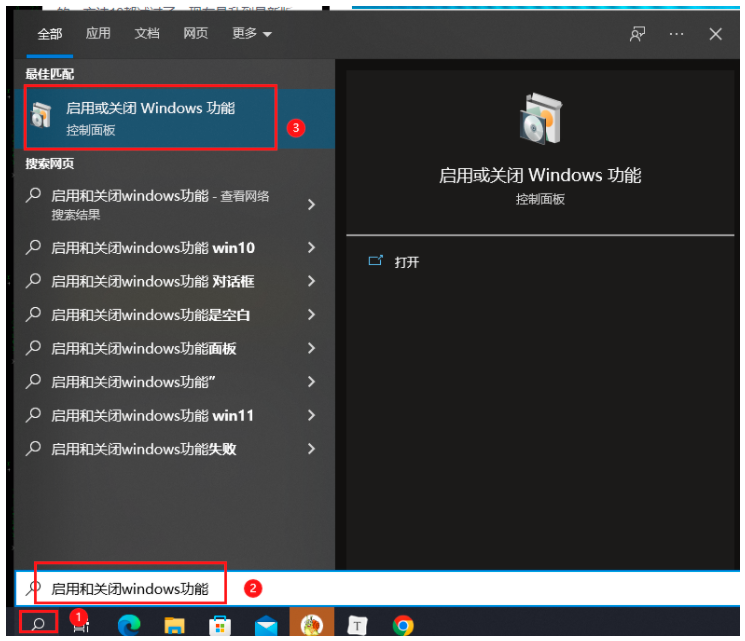 全部 应用 文档 网页 更多
最佳匹配
启用或关闭 Windows 功能
控制面板
3
搜索网页
启用和关闭windows功能 - 查看网络
搜索结果
启用和关闭windows功能 win10
启用和关闭windows功能 对话框
启用和关闭windows功能是空白
启用和关闭windows功能面板
启用和关闭windows功能”
启用和关闭windows功能 win11
启用和关闭windows功能失败
启用或关闭 Windows 功能
控制面板
打开
启用和关闭windows功能
2
1
T